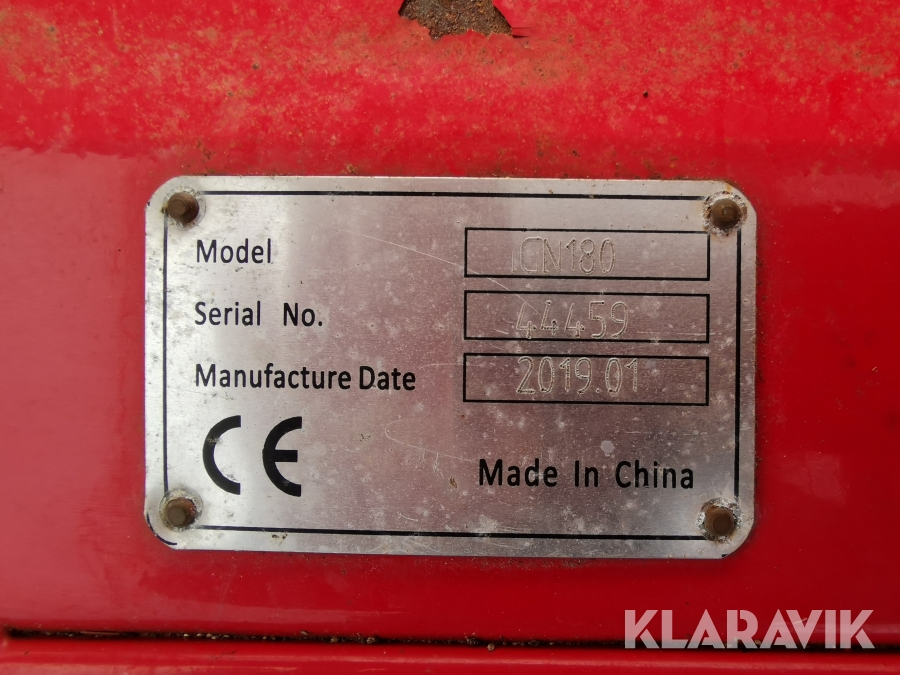 Model ICN180
Serial No. 44459
Manufacture Date 2019.01
CE
Made In China
KLARAVIK